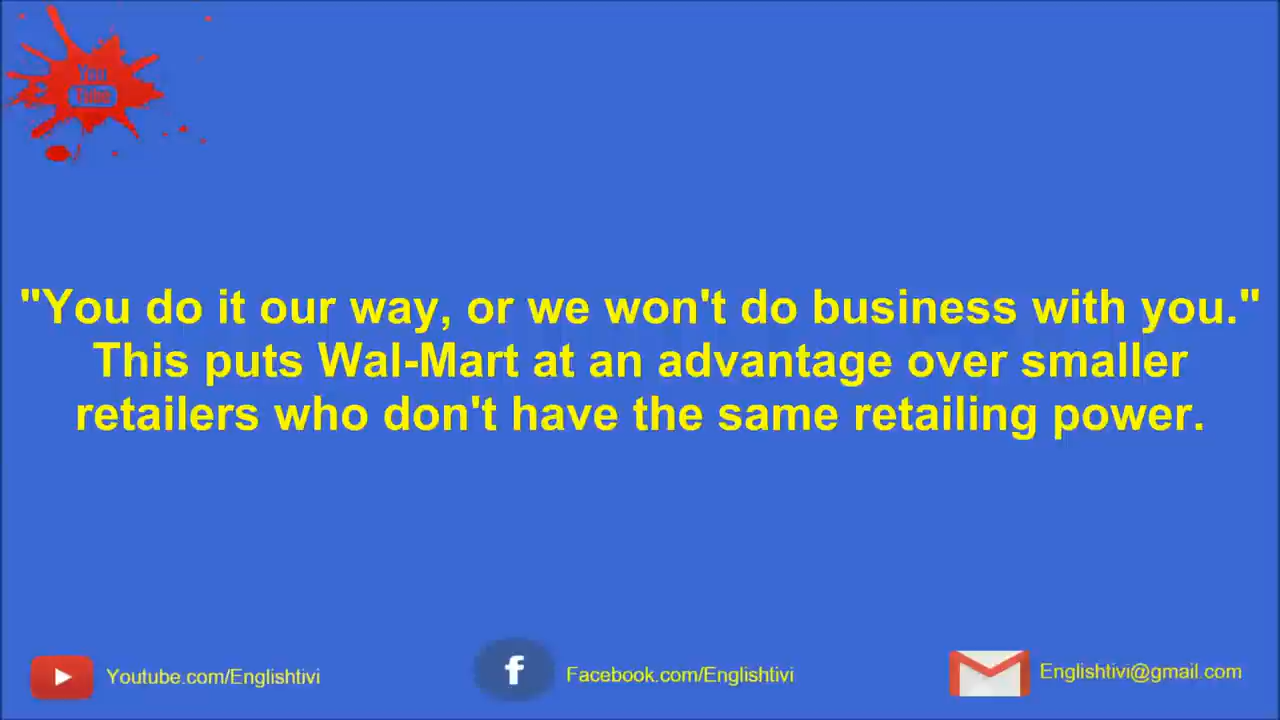 You
Tube
"You do it our way, or we won't do business with you."
This puts Wal-Mart at an advantage over smaller
retailers who don't have the same retailing power.
Youtube.com/Englishtivi
f
Facebook.com/Englishtivi
Englishtivi@gmail.com